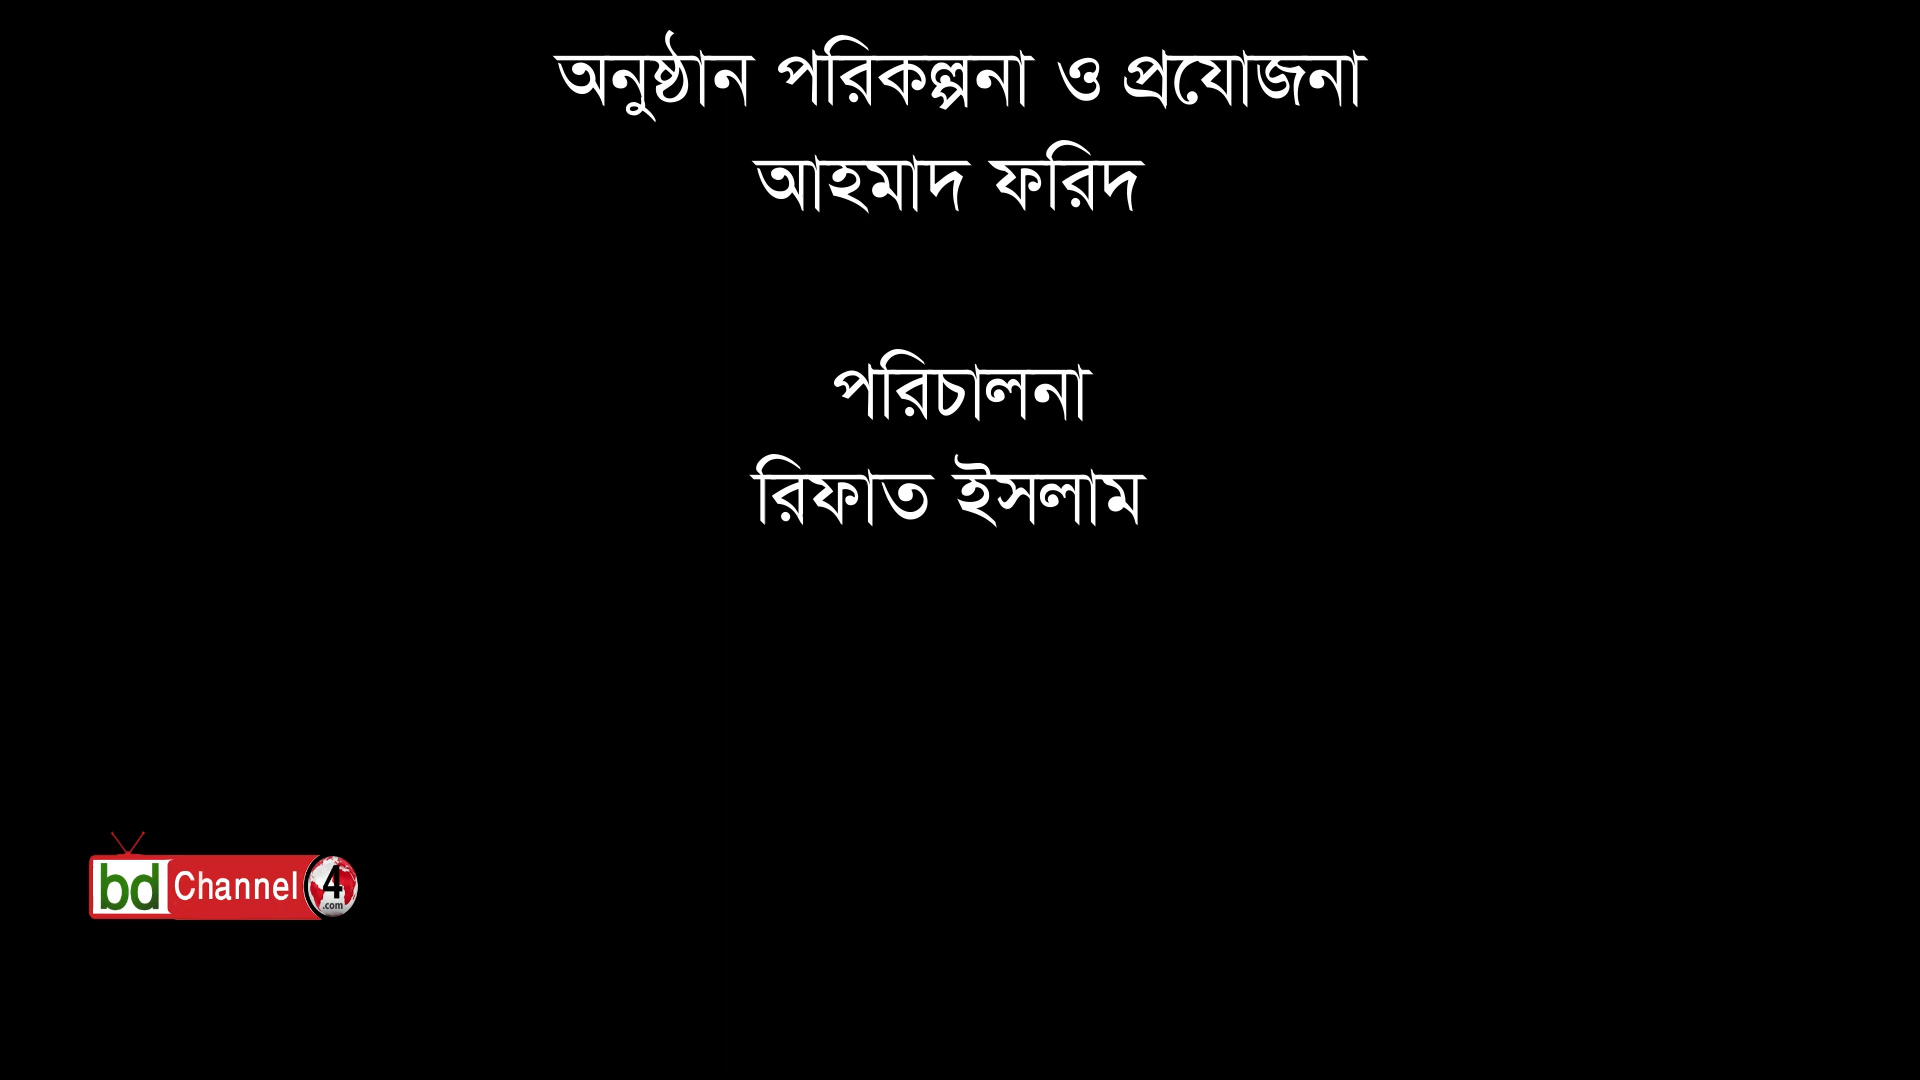 অনুষ্ঠান পরিকল্পনা ও প্রযোজনা
আহমাদ ফরিদ
পরিচালনা
রিফাত ইসলাম
bd Channel 4
.com